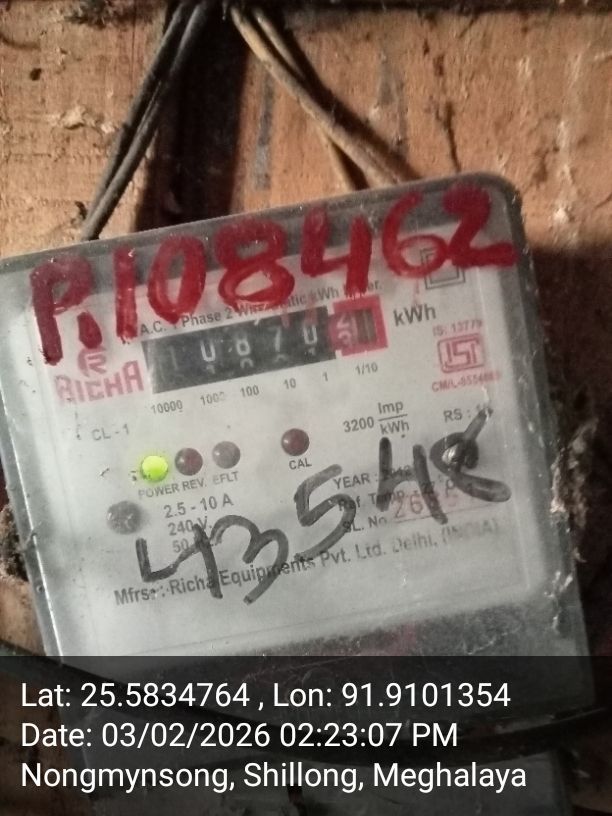 P.108462
A.C. 1 Phase 2 Wire Static kWh Meter.
kWh
IS: 13779
RICHA
10000 1000 100 10 1 1/10
CL - 1
3200 Imp/kWh
POWER REV. EFLT
CAL
2.5 - 10 A
240 V
YEAR :
SL. No.
Mfrs. : Richa Equipments Pvt. Ltd. Delhi, (INDIA)
Lat: 25.5834764 , Lon: 91.9101354
Date: 03/02/2026 02:23:07 PM
Nongmynsong, Shillong, Meghalaya